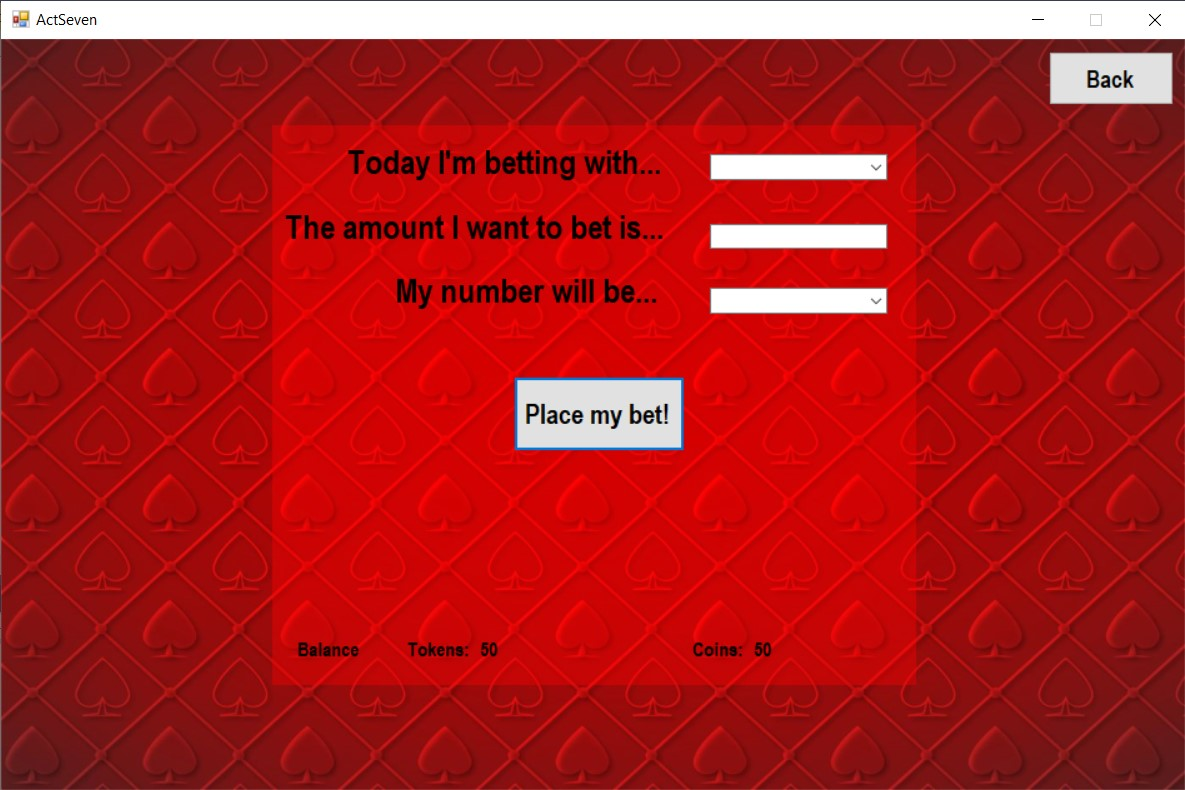 ActSeven
Back
Today I'm betting with...
The amount I want to bet is...
My number will be...
Place my bet!
Balance Tokens: 50 Coins: 50